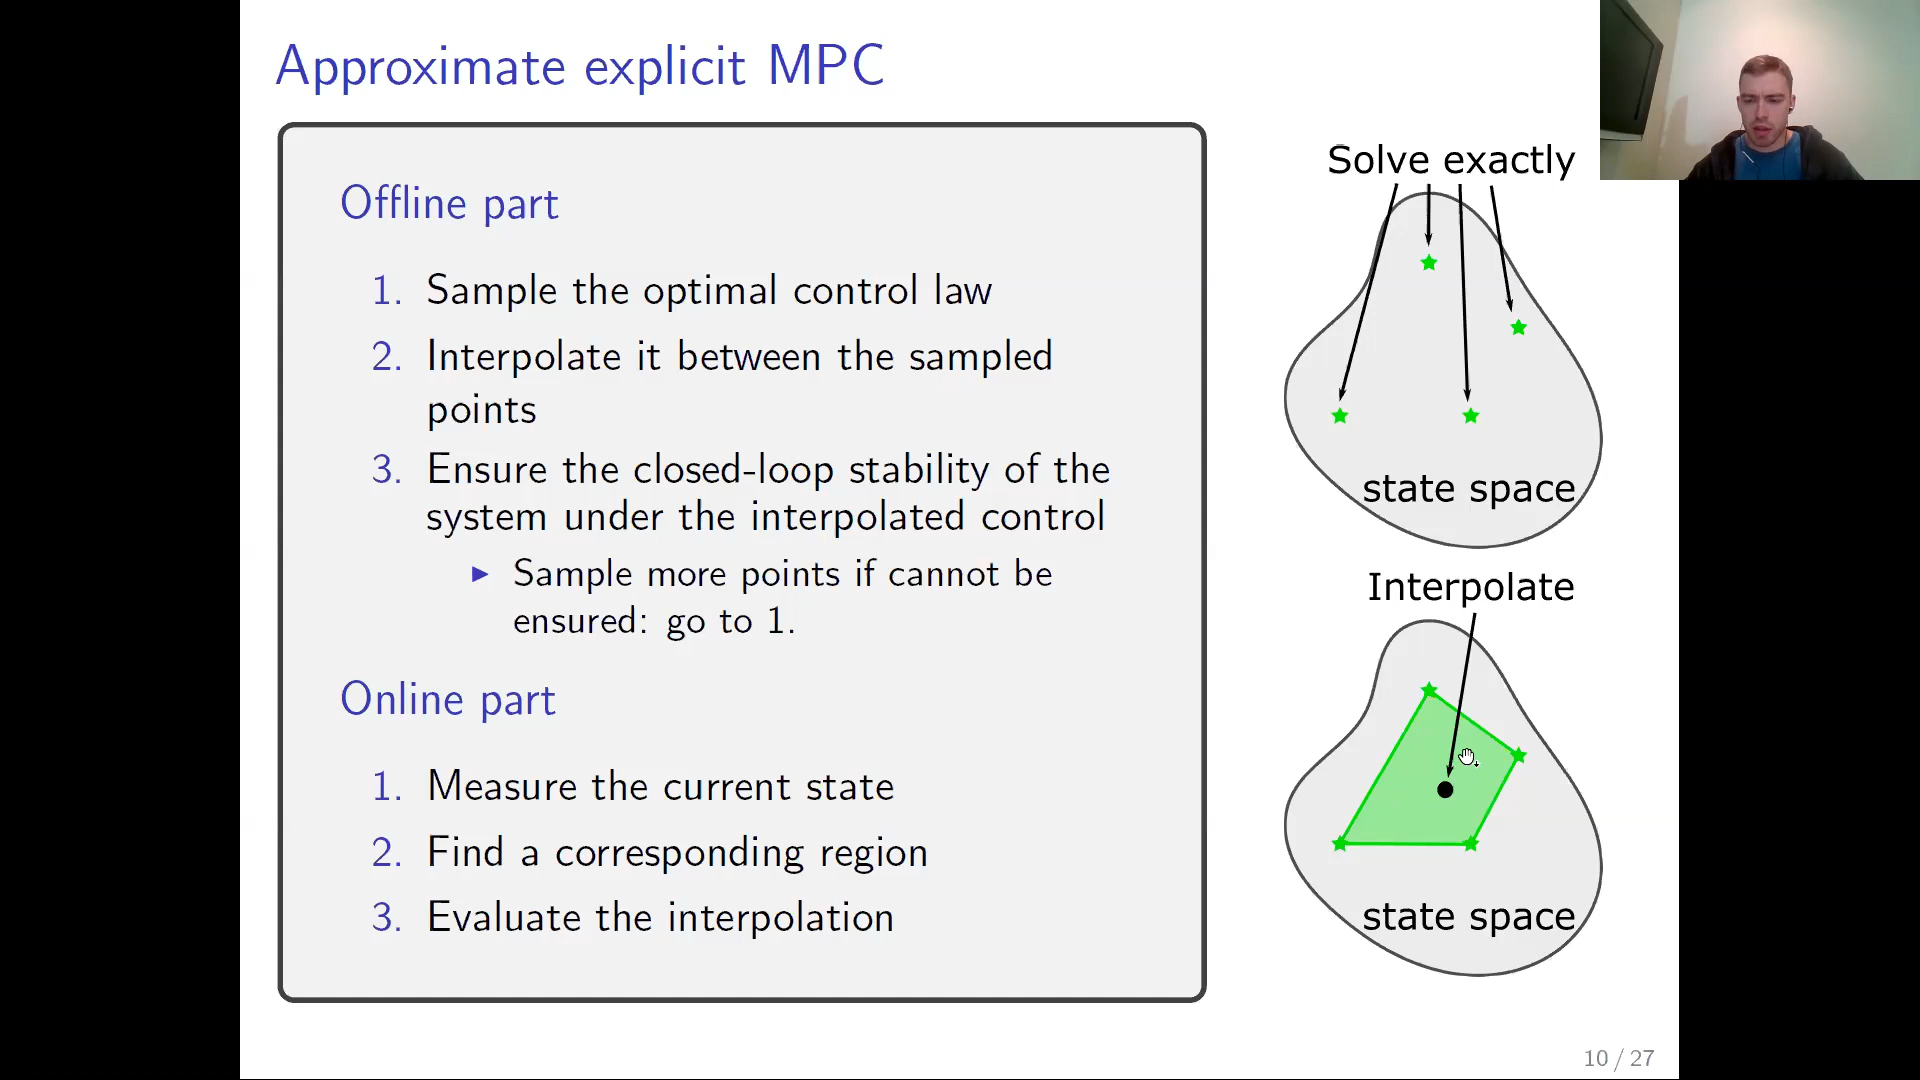 Approximate explicit MPC
Offline part
1. Sample the optimal control law
2. Interpolate it between the sampled
points
3. Ensure the closed-loop stability of the
system under the interpolated control
▶ Sample more points if cannot be
ensured: go to 1.
Online part
1. Measure the current state
2. Find a corresponding region
3. Evaluate the interpolation
Solve exactly
state space
Interpolate
state space
10 / 27